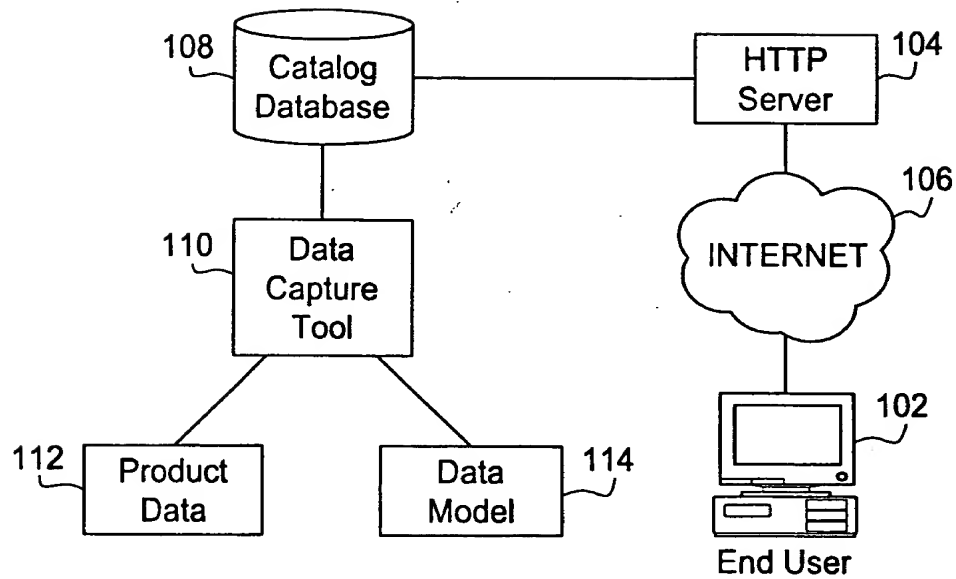 108
Catalog
Database
HTTP
Server
104
106
INTERNET
110
Data
Capture
Tool
102
112
Product
Data
Data
Model
114
End User